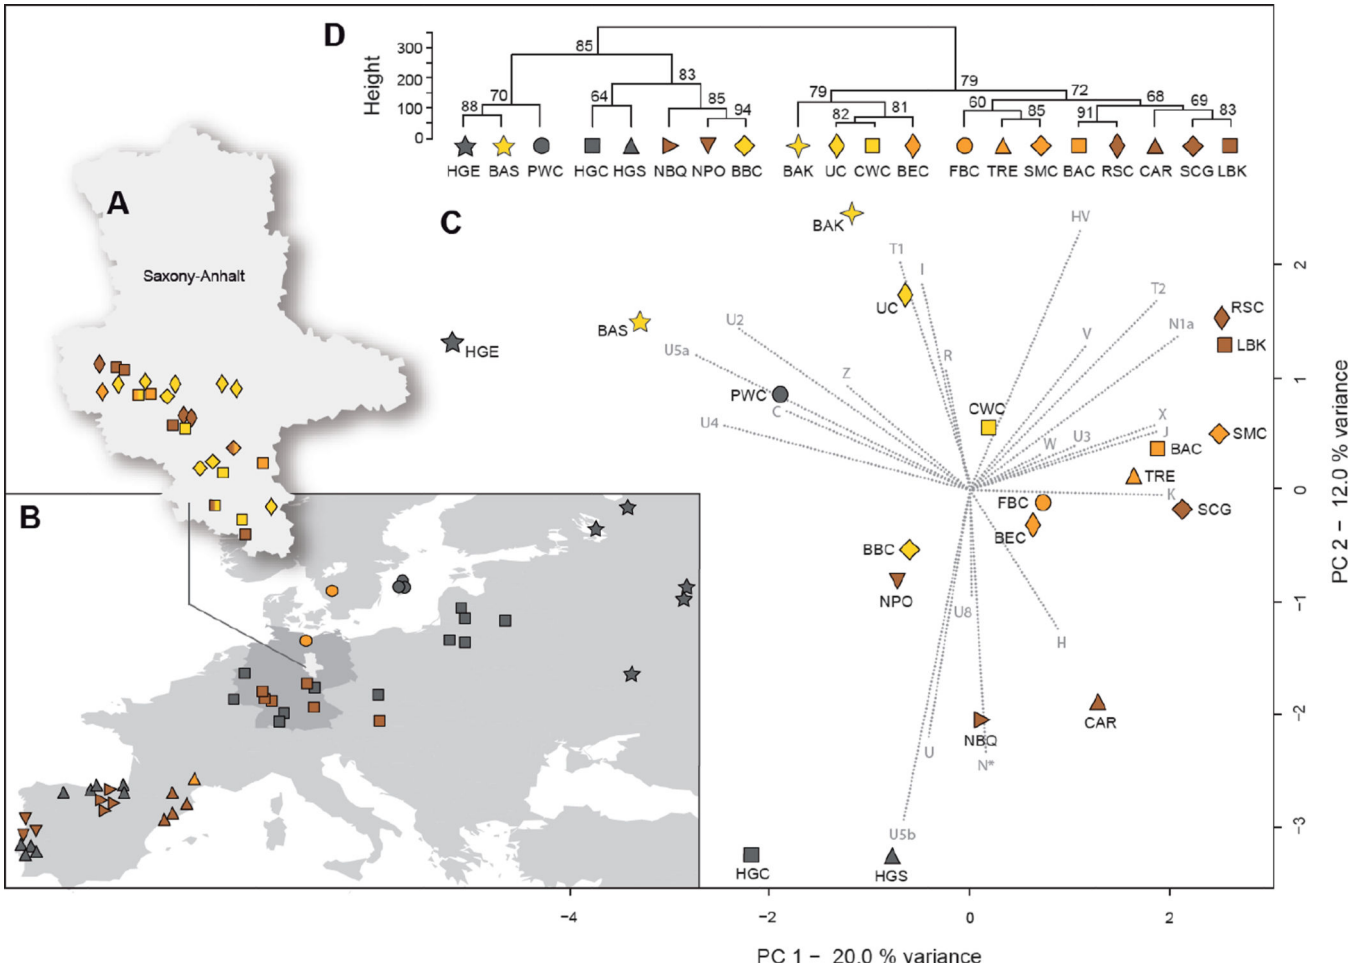 D
Height
300
200
100
0
85
79
70
88
83
64
85
94
79
81
82
72
60
85
68
91
69
83
HGE BAS PWC HGC HGS NBQ NPO BBC BAK UC CWC BEC FBC TRE SMC BAC RSC CAR SCG LBK
A
Saxony-Anhalt
B
C
BAK
HV
T1
I
T2
UC
RSC
BAS
U2
N1a
HGE
U5a
V
LBK
R
Z
PWC
C
CWC
U4
X
J
SMC
W
U3
BAC
TRE
K
FBC
SCG
BEC
BBC
NPO
U8
H
CAR
NBQ
U
N*
U5b
HGC
HGS
2
1
0
-1
-2
-3
PC 2 – 12.0 % variance
-4
-2
0
2
PC 1 – 20.0 % variance